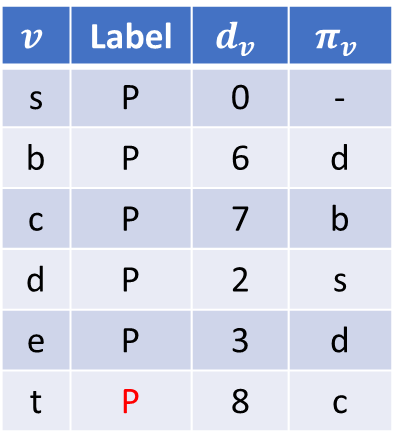 v Label d_v π_v
s P 0 -
b P 6 d
c P 7 b
d P 2 s
e P 3 d
t P 8 c